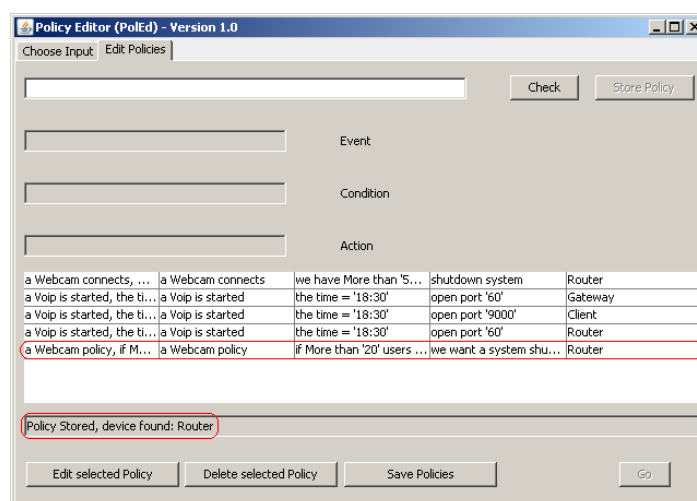 Policy Editor (PolEd) - Version 1.0
Choose Input Edit Policies
Check Store Policy
Event
Condition
Action
a Webcam connects, ... a Webcam connects we have More than '5... shutdown system Router
a Voip is started, the ti... a Voip is started the time = '18:30' open port '60' Gateway
a Voip is started, the ti... a Voip is started the time = '18:30' open port '9000' Client
a Voip is started, the ti... a Voip is started the time = '18:30' open port '60' Router
a Webcam policy, if M... a Webcam policy if More than '20' users ... we want a system shu... Router
Policy Stored, device found: Router
Edit selected Policy Delete selected Policy Save Policies Go